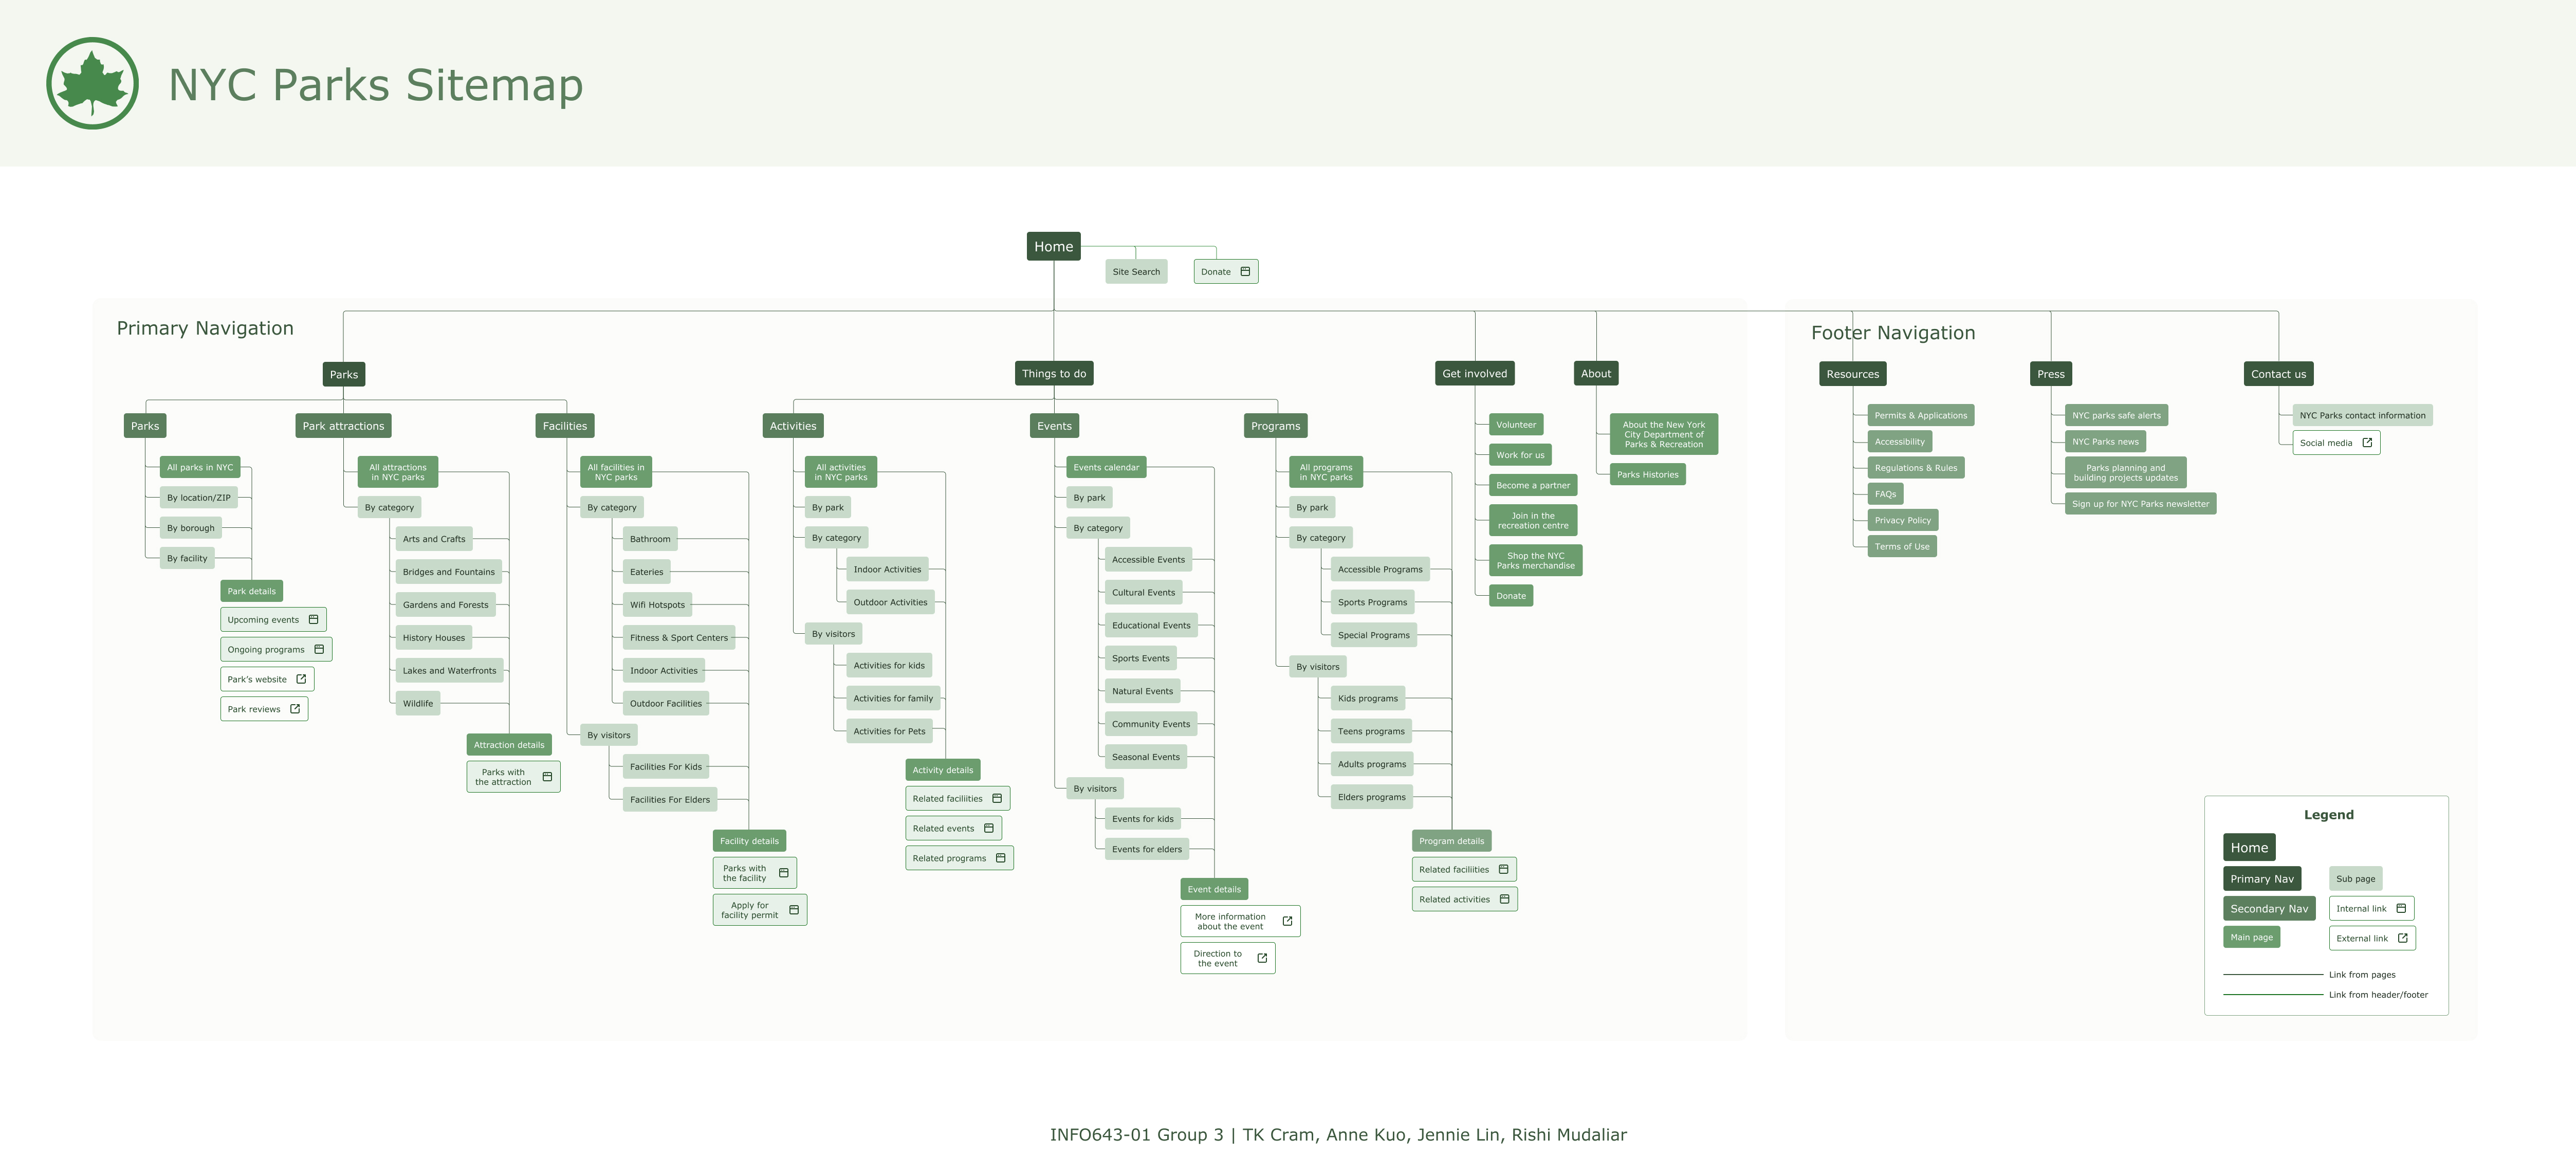 NYC Parks Sitemap
Home
Site Search
Donate
Primary Navigation
Parks
Things to do
Get involved
About
Parks
All parks in NYC
By location/ZIP
By borough
By facility
Park details
Upcoming events
Ongoing programs
Park's website
Park reviews
Park attractions
All attractions
in NYC parks
By category
Arts and Crafts
Bridges and Fountains
Gardens and Forests
History Houses
Lakes and Waterfronts
Wildlife
Attraction details
Parks with
the attraction
Facilities
All facilities in
NYC parks
By category
Bathroom
Eateries
Wifi Hotspots
Fitness & Sport Centers
Indoor Activities
Outdoor Facilities
By visitors
Facilities For Kids
Facilities For Elders
Facility details
Parks with
the facility
Apply for
facility permit
Activities
All activities
in NYC parks
By park
By category
Indoor Activities
Outdoor Activities
By visitors
Activities for kids
Activities for family
Activities for Pets
Activity details
Related faciliities
Related events
Related programs
Events
Events calendar
By park
By category
Accessible Events
Cultural Events
Educational Events
Sports Events
Natural Events
Community Events
Seasonal Events
By visitors
Events for kids
Events for elders
Event details
More information
about the event
Direction to
the event
Programs
All programs
in NYC parks
By park
By category
Accessible Programs
Sports Programs
Special Programs
By visitors
Kids programs
Teens programs
Adults programs
Elders programs
Program details
Related faciliities
Related activities
Volunteer
Work for us
Become a partner
Join in the
recreation centre
Shop the NYC
Parks merchandise
Donate
About the New York
City Department of
Parks & Recreation
Parks Histories
Footer Navigation
Resources
Permits & Applications
Accessibility
Regulations & Rules
FAQs
Privacy Policy
Terms of Use
Press
NYC parks safe alerts
NYC Parks news
Parks planning and
building projects updates
Sign up for NYC Parks newsletter
Contact us
NYC Parks contact information
Social media
Legend
Home
Primary Nav
Secondary Nav
Main page
Sub page
Internal link
External link
Link from pages
Link from header/footer
INFO643-01 Group 3 | TK Cram, Anne Kuo, Jennie Lin, Rishi Mudaliar